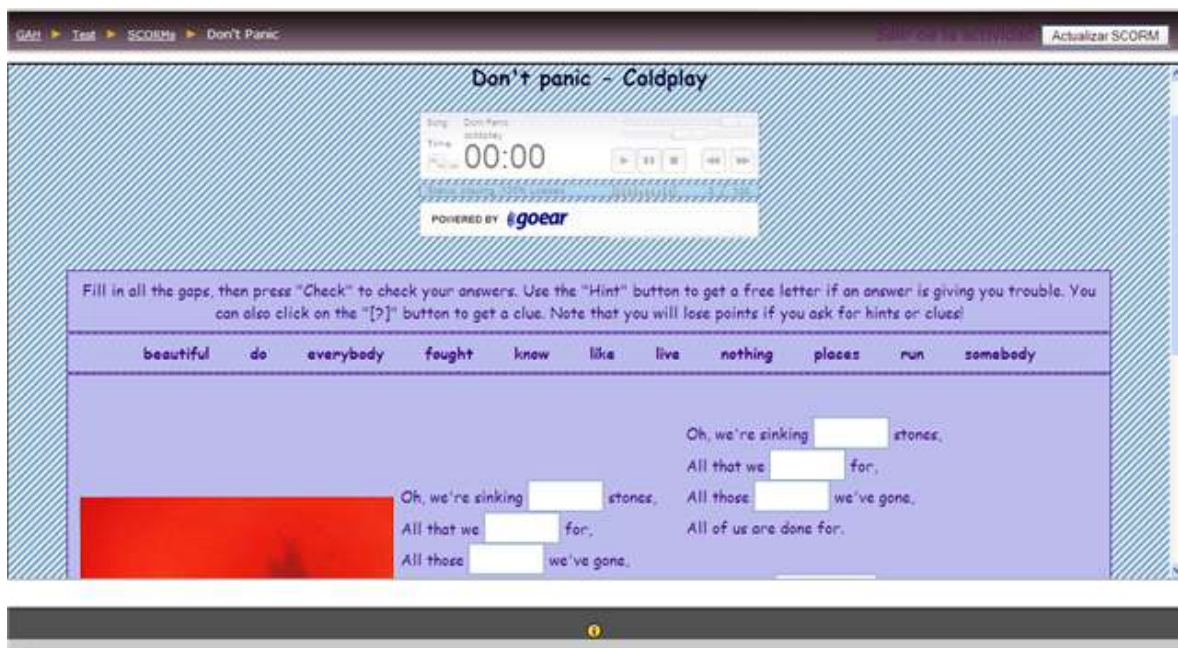 GAH ► Test ► SCORMs ► Don't Panic
Actualizar SCORM
Don't panic - Coldplay
Song Dont Panic
coldplay
Time
00:00
POWERED BY goear
Fill in all the gaps, then press "Check" to check your answers. Use the "Hint" button to get a free letter if an answer is giving you trouble. You
can also click on the "[?]" button to get a clue. Note that you will lose points if you ask for hints or clues!
beautiful do everybody fought know like live nothing places run somebody
Oh, we're sinking stones,
All that we for,
All those we've gone,
Oh, we're sinking stones,
All that we for,
All those we've gone,
All of us are done for.